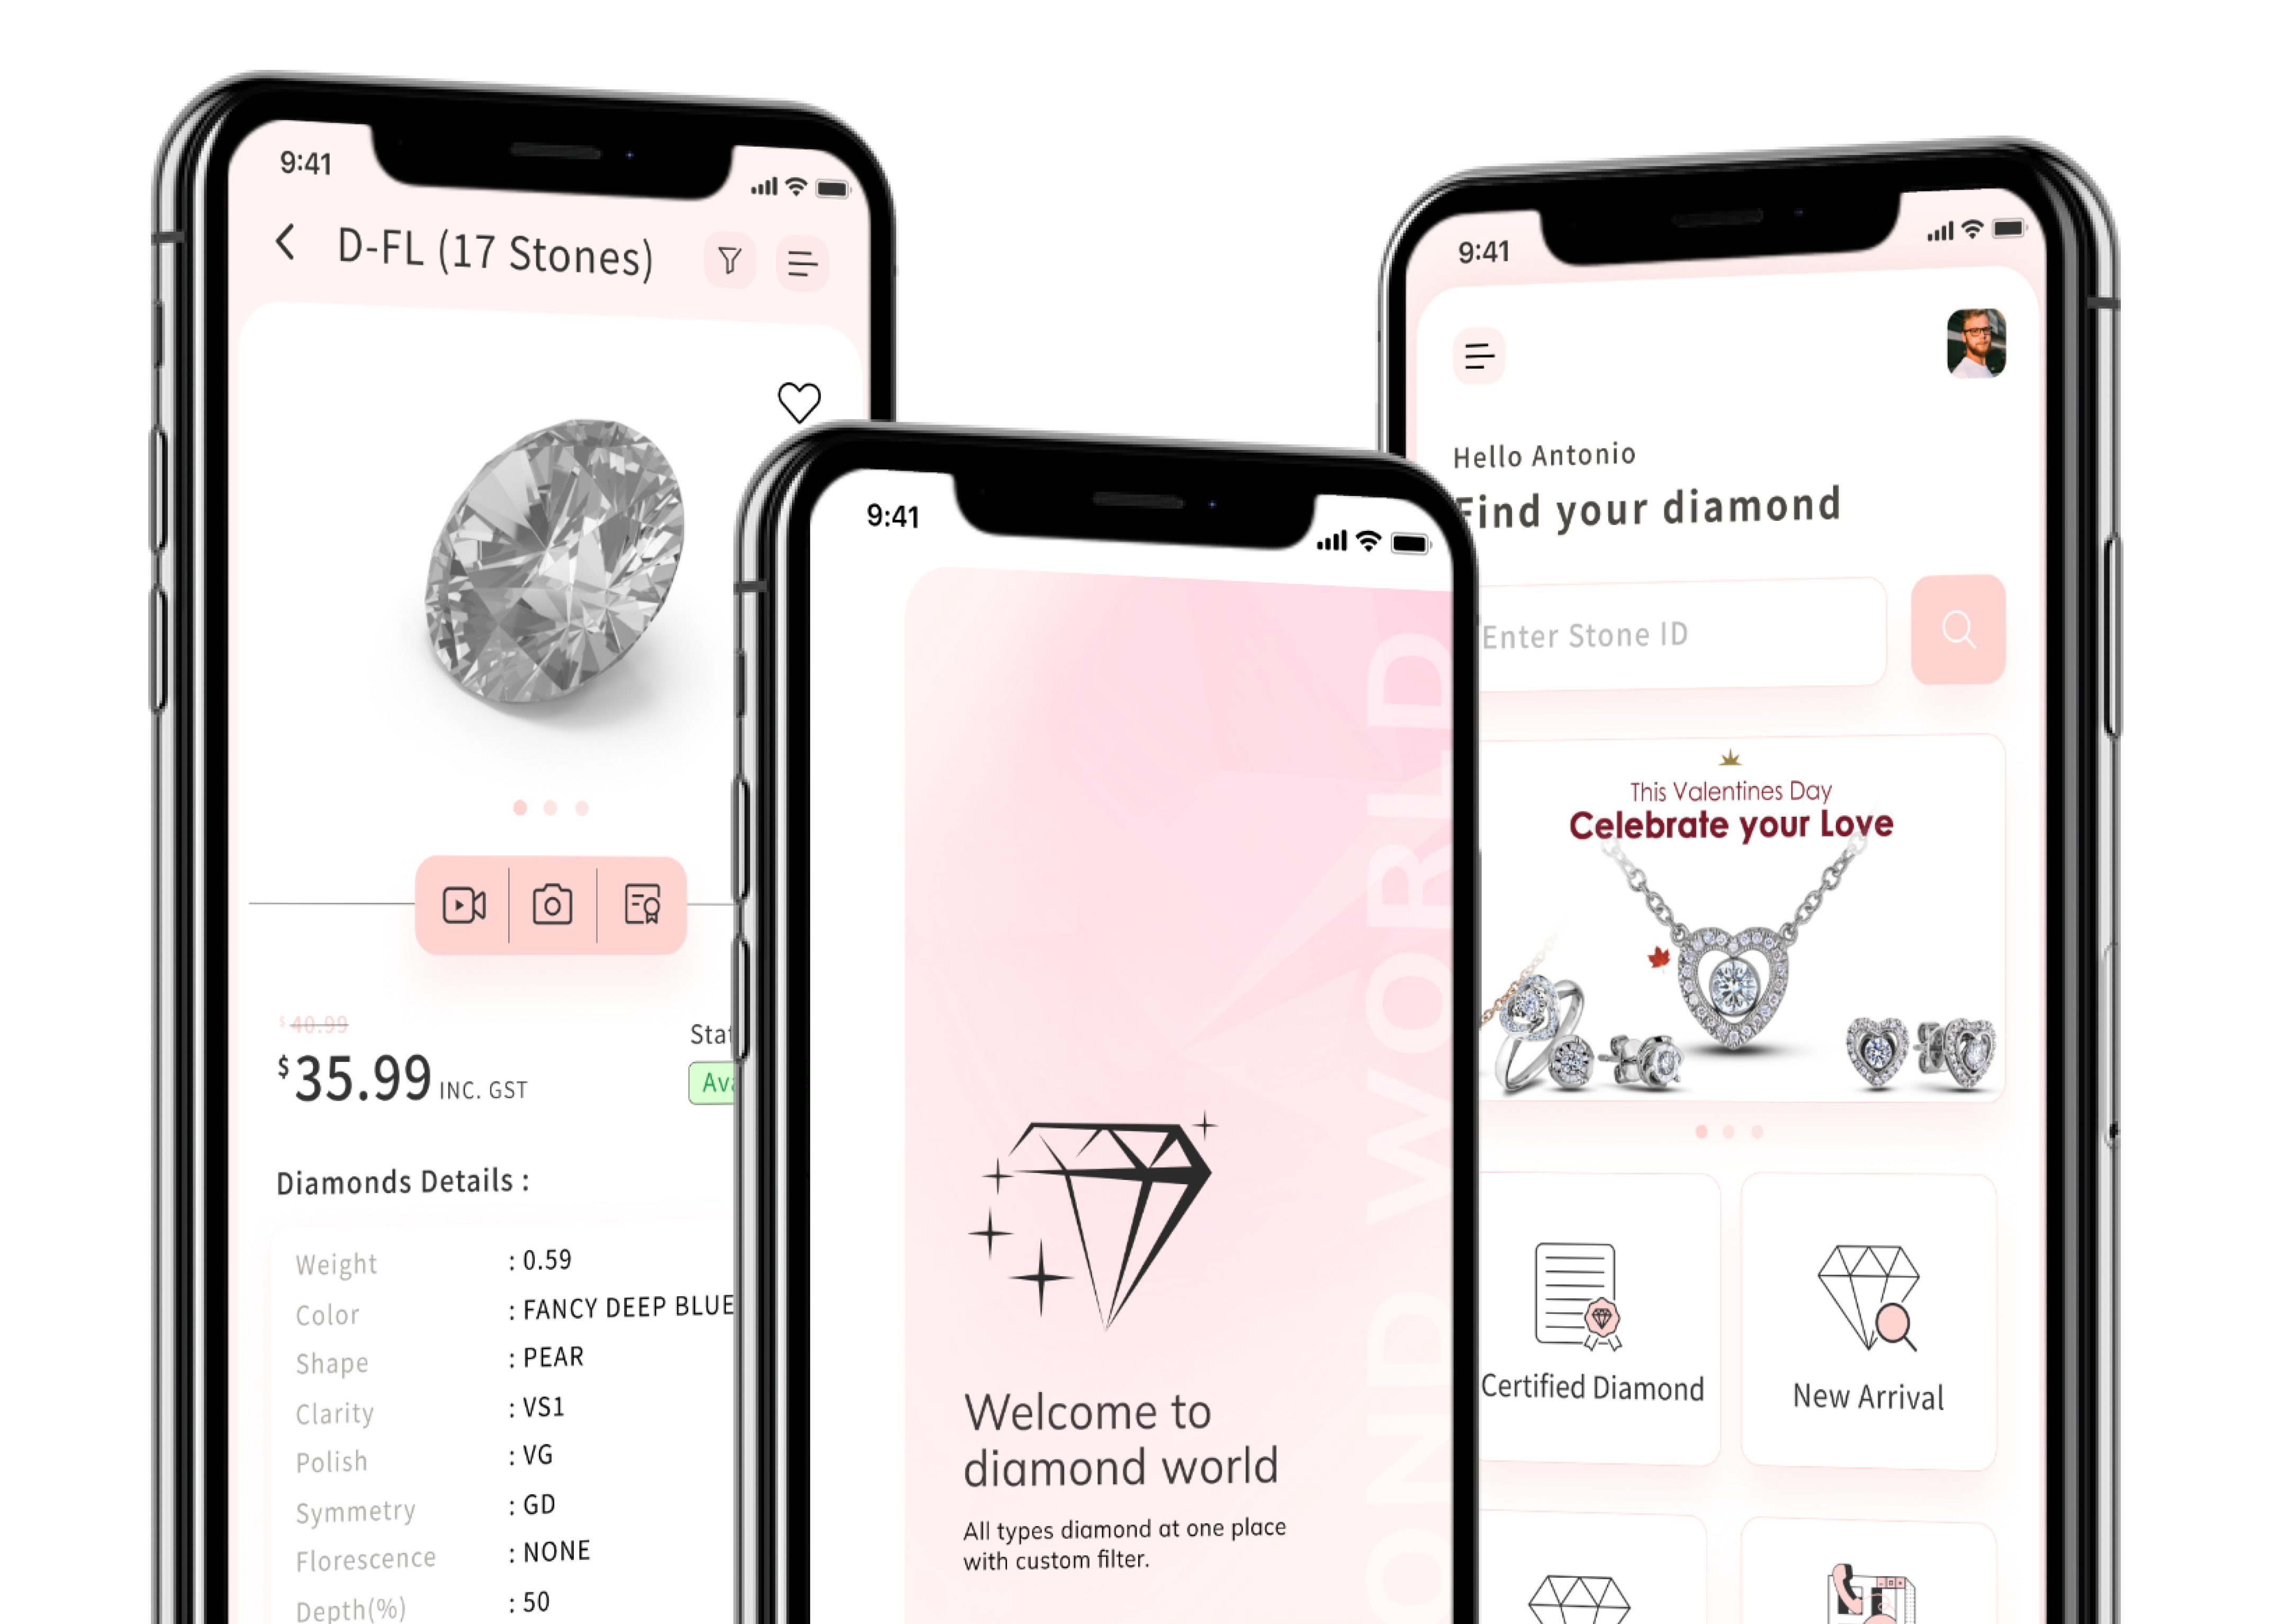 9:41
D-FL (17 Stones)
$ 40.99
$35.99 INC. GST
Diamonds Details :
Weight : 0.59
Color : FANCY DEEP BLUE
Shape : PEAR
Clarity : VS1
Polish : VG
Symmetry : GD
Florescence : NONE
Depth(%) : 50
9:41
WORLD
Welcome to
diamond world
All types diamond at one place
with custom filter.
9:41
Hello Antonio
Find your diamond
Enter Stone ID
This Valentines Day
Celebrate your Love
Certified Diamond
New Arrival